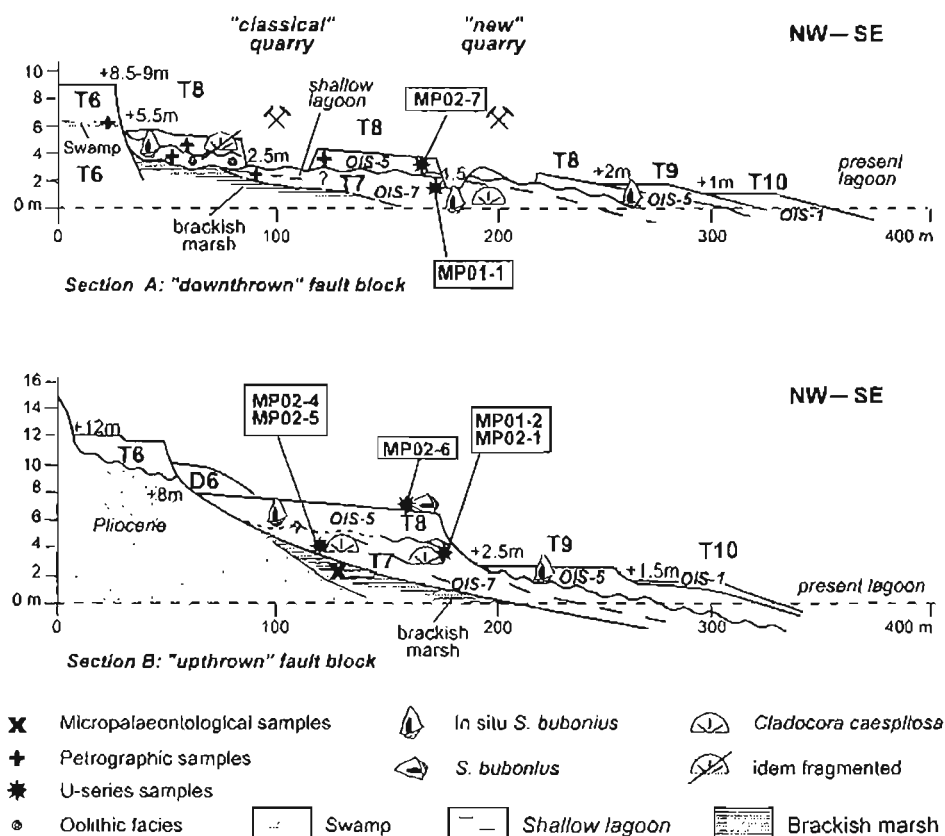 "classical" quarry
"new" quarry
NW — SE
10
8
6
4
2
0 m
+8.5-9m
T6
T8
+5.5m
Swamp
T6
shallow lagoon
MP02-7
T8
OIS-5
2.5m
?
T7
OIS-7
1.5
brackish marsh
MP01-1
T8
+2m
T9
OIS-5
+1m
T10
OIS-1
present lagoon
0
100
200
300
400 m
Section A: "downthrown" fault block
16
14
12
10
8
6
4
2
0 m
NW — SE
+12m
T6
D6
+8m
Pliocene
MP02-4
MP02-5
MP02-6
MP01-2
MP02-1
OIS-5
T8
?
T7
OIS-7
brackish marsh
+2.5m
T9
OIS-5
+1.5m
T10
OIS-1
present lagoon
0
100
200
300
400 m
Section B: "upthrown" fault block
X Micropalaeontological samples
In situ S. bubonius
Cladocora caespitosa
+ Petrographic samples
S. bubonius
idem fragmented
U-series samples
Oolithic facies
Swamp
Shallow lagoon
Brackish marsh